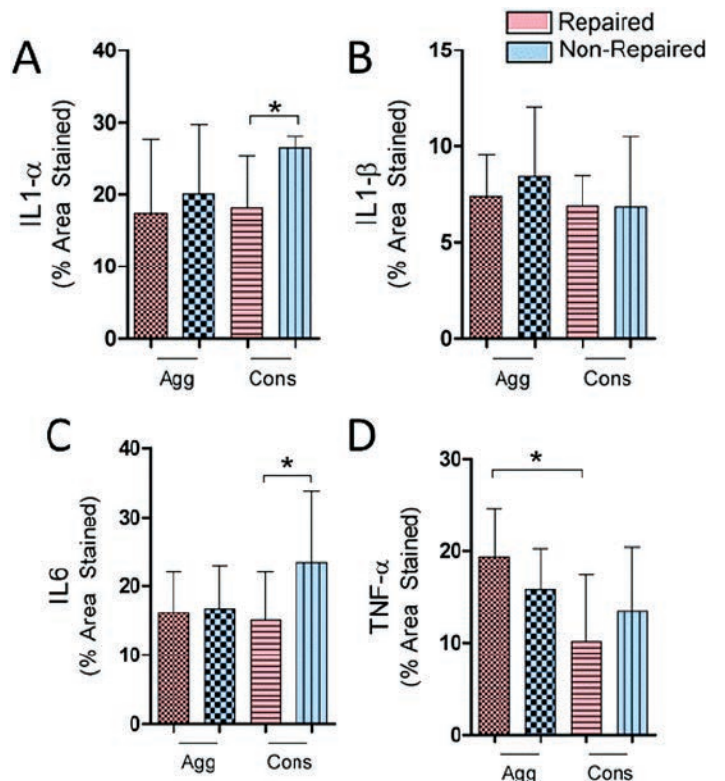 Repaired
Non-Repaired
A
IL1-α
(% Area Stained)
40
30
20
10
0
*
Agg
Cons
B
IL1-β
(% Area Stained)
15
10
5
0
Agg
Cons
C
IL6
(% Area Stained)
40
30
20
10
0
*
Agg
Cons
D
TNF-α
(% Area Stained)
30
20
10
0
*
Agg
Cons